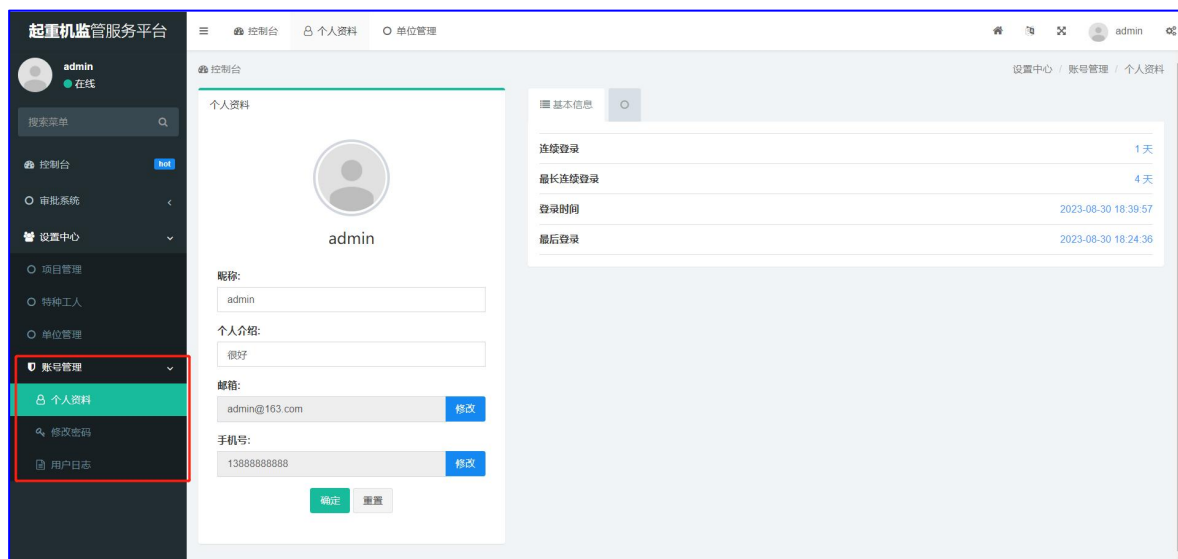 起重机监管服务平台
控制台
个人资料
单位管理
admin
admin
在线
搜索菜单
控制台
hot
审批系统
设置中心
项目管理
特种工人
单位管理
账号管理
个人资料
修改密码
用户日志
控制台
设置中心 / 账号管理 / 个人资料
个人资料
admin
昵称:
admin
个人介绍:
很好
邮箱:
admin@163.com
修改
手机号:
13888888888
修改
确定
重置
基本信息
连续登录
1 天
最长连续登录
4 天
登录时间
2023-08-30 18:39:57
最后登录
2023-08-30 18:24:36